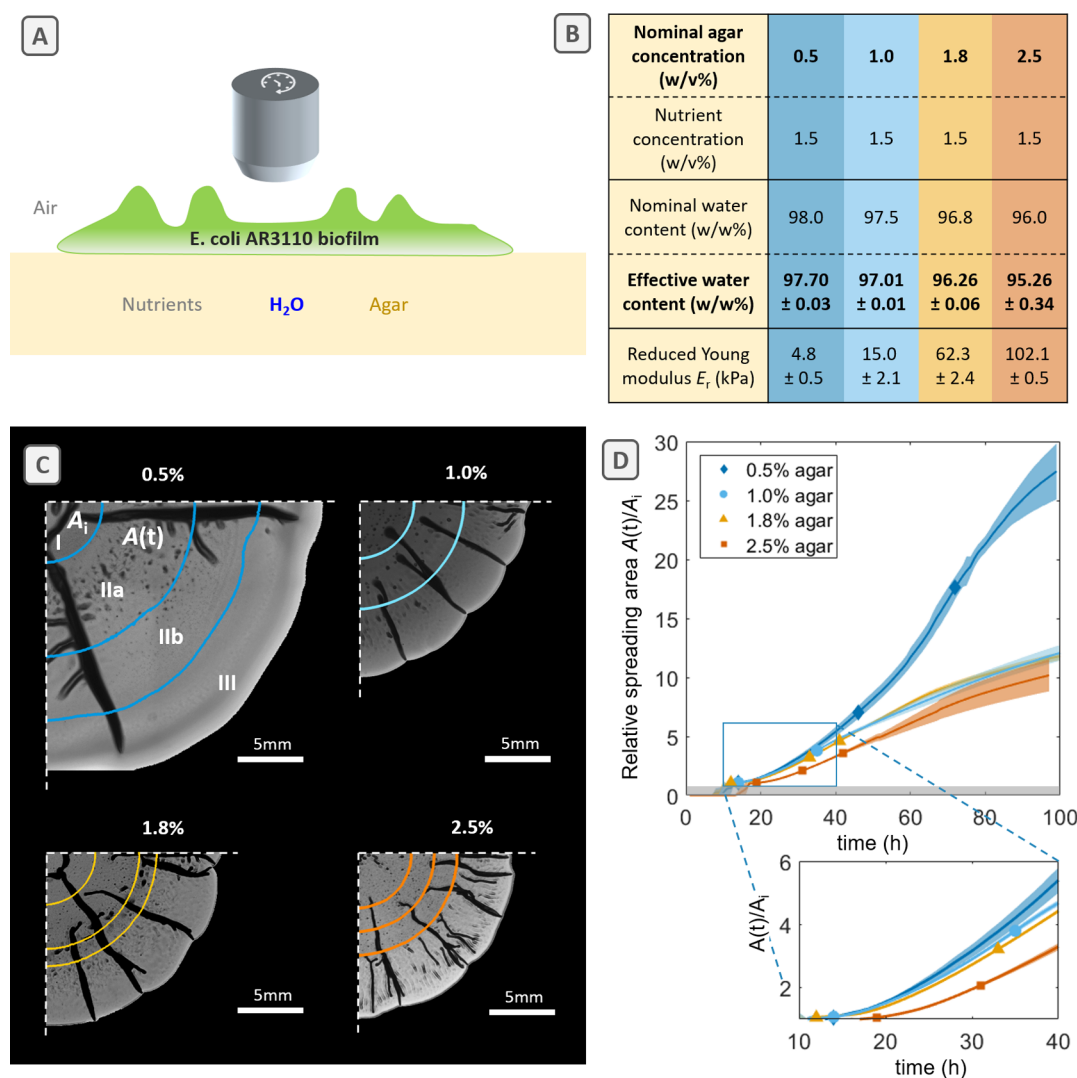 A
Air
E. coli AR3110 biofilm
Nutrients H₂O Agar
B
Nominal agar
concentration
(w/v%)
0.5 1.0 1.8 2.5
Nutrient
concentration
(w/v%)
1.5 1.5 1.5 1.5
Nominal water
content (w/w%)
98.0 97.5 96.8 96.0
Effective water
content (w/w%)
97.70 97.01 96.26 95.26
± 0.03 ± 0.01 ± 0.06 ± 0.34
Reduced Young
modulus Er (kPa)
4.8 15.0 62.3 102.1
± 0.5 ± 2.1 ± 2.4 ± 0.5
C
0.5%
Ai
I
A(t)
IIa
IIb
III
5mm
1.0%
5mm
1.8%
5mm
2.5%
5mm
D
Relative spreading area A(t)/Ai
30
25
20
15
10
5
0
0 20 40 60 80 100
time (h)
0.5% agar
1.0% agar
1.8% agar
2.5% agar
A(t)/Ai
6
4
2
10 20 30 40
time (h)